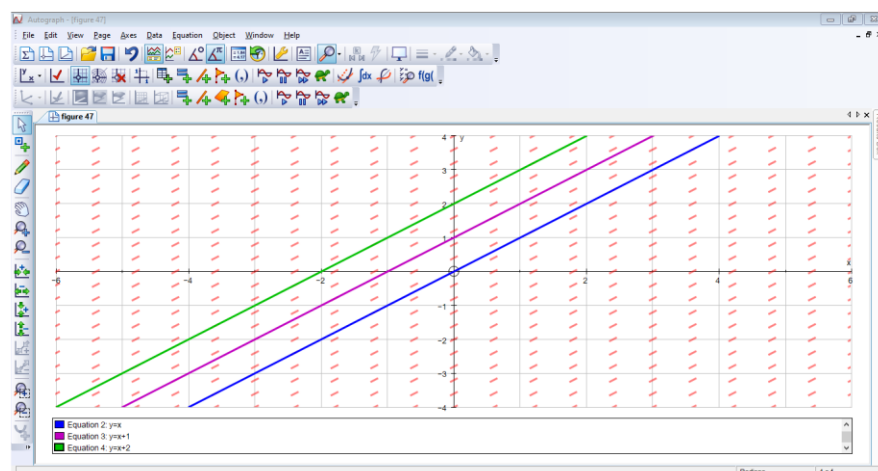 Autograph - [figure 47]
File Edit View Page Axes Data Equation Object Window Help
∫dx f(g(
figure 47
4 y
3
2
1
x
-6 -4 -2 0 2 4 6
-1
-2
-3
-4
Equation 2: y=x
Equation 3: y=x+1
Equation 4: y=x+2